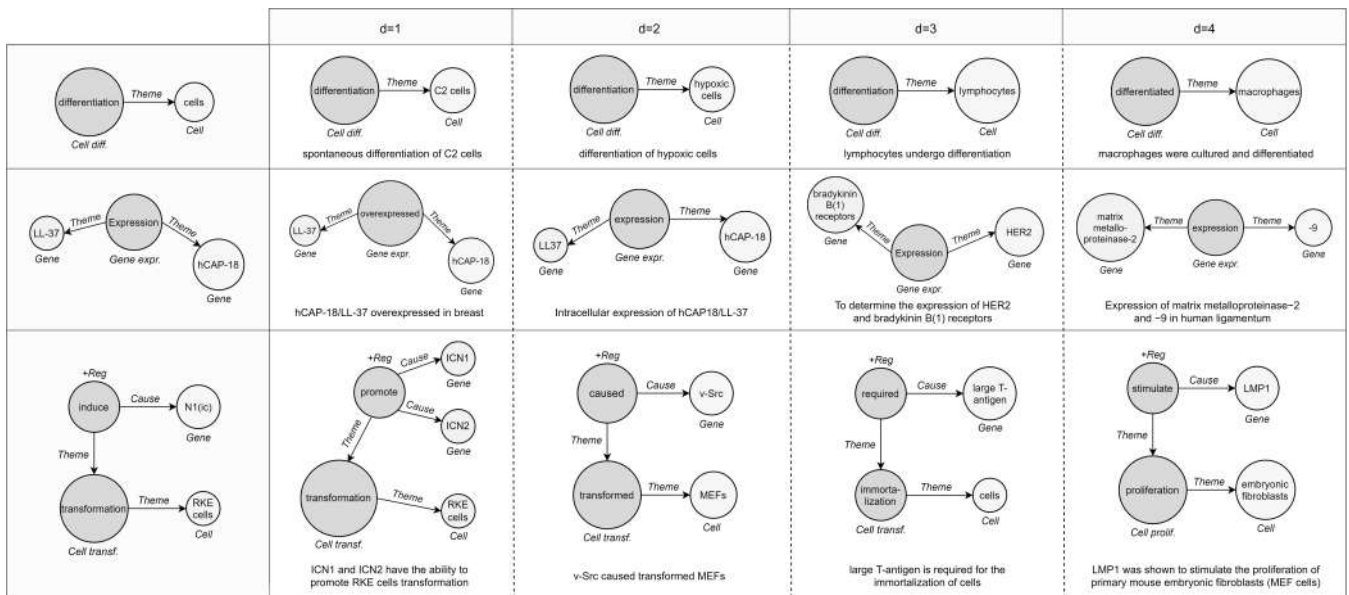 d=1
d=2
d=3
d=4
differentiation
Theme
cells
Cell diff.
Cell
differentiation
Theme
C2 cells
Cell diff.
Cell
spontaneous differentiation of C2 cells
differentiation
Theme
hypoxic
cells
Cell diff.
Cell
differentiation of hypoxic cells
differentiation
Theme
lymphocytes
Cell diff.
Cell
lymphocytes undergo differentiation
differentiated
Theme
macrophages
Cell diff.
Cell
macrophages were cultured and differentiated
LL-37
Theme
Expression
Theme
Gene
Gene expr.
hCAP-18
Gene
LL-37
Theme
overexpressed
Theme
Gene
Gene expr.
hCAP-18
Gene
hCAP-18/LL-37 overexpressed in breast
LL37
Theme
expression
Theme
hCAP-18
Gene
Gene expr.
Gene
Intracellular expression of hCAP18/LL-37
bradykinin
B(1)
receptors
Gene
Theme
Expression
Theme
HER2
Gene
Gene expr.
To determine the expression of HER2
and bradykinin B(1) receptors
matrix
metallo-
proteinase-2
Theme
expression
Theme
-9
Gene
Gene expr.
Gene
Expression of matrix metalloproteinase−2
and −9 in human ligamentum
+Reg
induce
Cause
N1(ic)
Gene
Theme
transformation
Theme
RKE
cells
Cell
Cell transf.
+Reg
Cause
ICN1
Gene
promote
Cause
ICN2
Gene
Theme
transformation
Theme
RKE
cells
Cell
Cell transf.
ICN1 and ICN2 have the ability to
promote RKE cells transformation
+Reg
caused
Cause
v-Src
Gene
Theme
transformed
Theme
MEFs
Cell
Cell transf.
v-Src caused transformed MEFs
+Reg
required
Cause
large T-
antigen
Gene
Theme
immorta-
lization
Theme
cells
Cell
Cell transf.
large T-antigen is required for the
immortalization of cells
+Reg
stimulate
Cause
LMP1
Gene
Theme
proliferation
Theme
embryonic
fibroblasts
Cell
Cell prolif.
LMP1 was shown to stimulate the proliferation of
primary mouse embryonic fibroblasts (MEF cells)